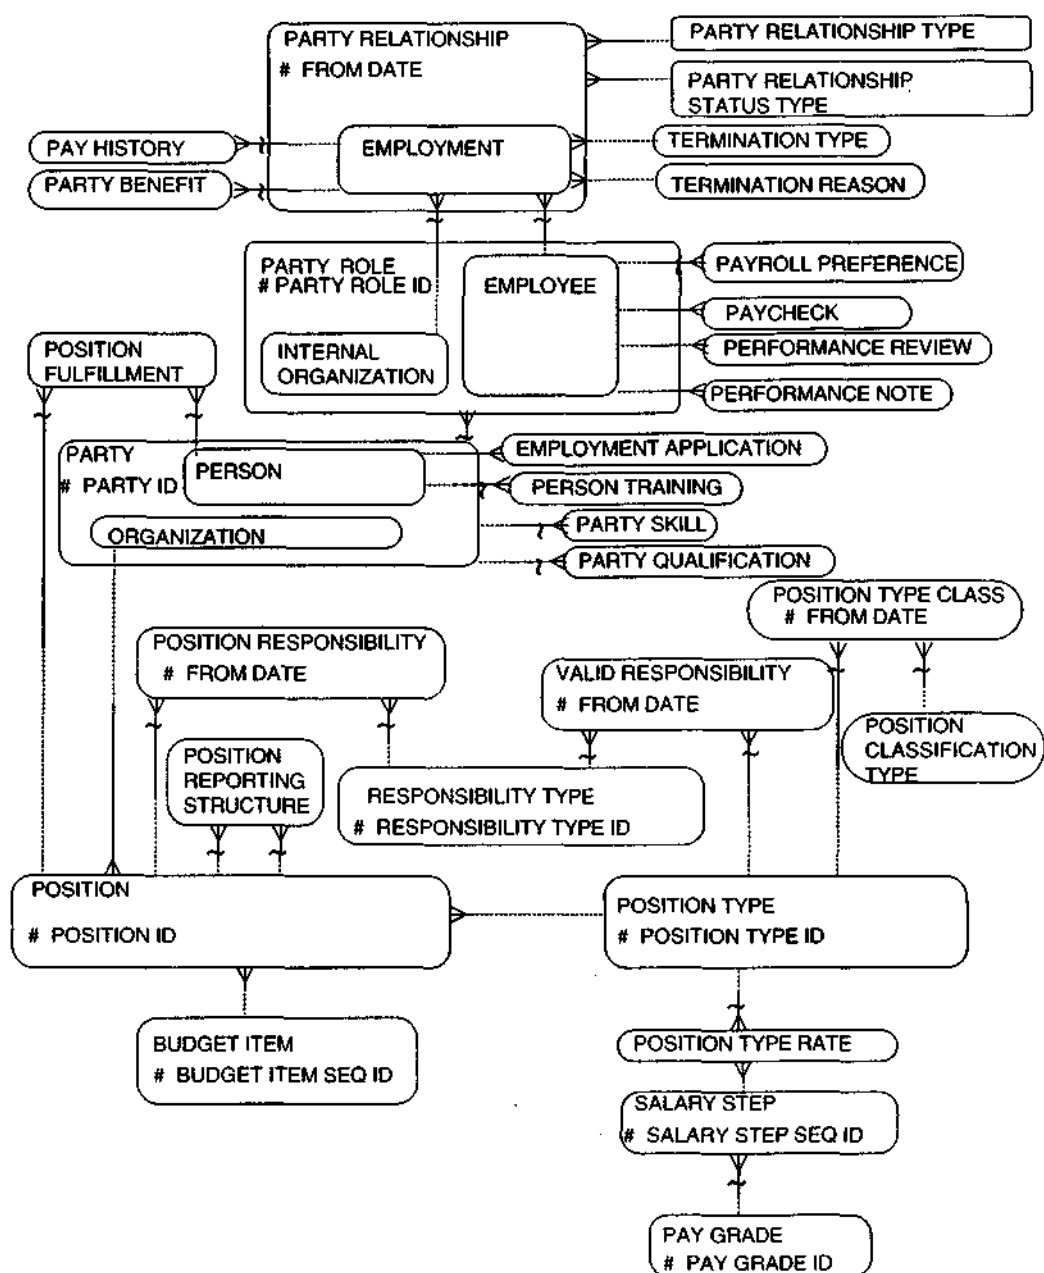 PARTY RELATIONSHIP
# FROM DATE
PARTY RELATIONSHIP TYPE
PARTY RELATIONSHIP
STATUS TYPE
PAY HISTORY
EMPLOYMENT
TERMINATION TYPE
PARTY BENEFIT
TERMINATION REASON
PARTY ROLE
# PARTY ROLE ID
EMPLOYEE
PAYROLL PREFERENCE
PAYCHECK
POSITION
FULFILLMENT
INTERNAL
ORGANIZATION
PERFORMANCE REVIEW
PERFORMANCE NOTE
PARTY
# PARTY ID
PERSON
EMPLOYMENT APPLICATION
PERSON TRAINING
ORGANIZATION
PARTY SKILL
PARTY QUALIFICATION
POSITION TYPE CLASS
# FROM DATE
POSITION RESPONSIBILITY
# FROM DATE
VALID RESPONSIBILITY
# FROM DATE
POSITION
CLASSIFICATION
TYPE
POSITION
REPORTING
STRUCTURE
RESPONSIBILITY TYPE
# RESPONSIBILITY TYPE ID
POSITION
# POSITION ID
POSITION TYPE
# POSITION TYPE ID
BUDGET ITEM
# BUDGET ITEM SEQ ID
POSITION TYPE RATE
SALARY STEP
# SALARY STEP SEQ ID
PAY GRADE
# PAY GRADE ID